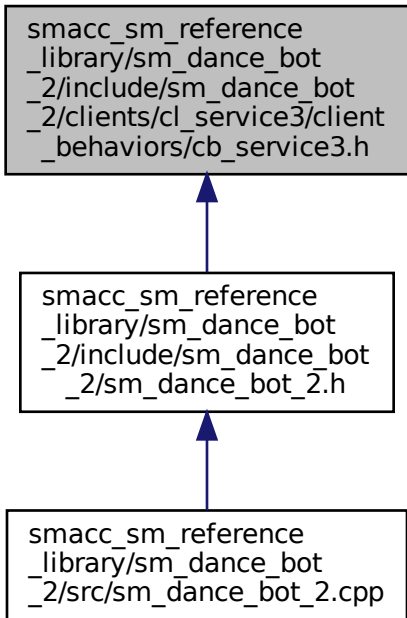 smacc_sm_reference
_library/sm_dance_bot
_2/include/sm_dance_bot
_2/clients/cl_service3/client
_behaviors/cb_service3.h
smacc_sm_reference
_library/sm_dance_bot
_2/include/sm_dance_bot
_2/sm_dance_bot_2.h
smacc_sm_reference
_library/sm_dance_bot
_2/src/sm_dance_bot_2.cpp